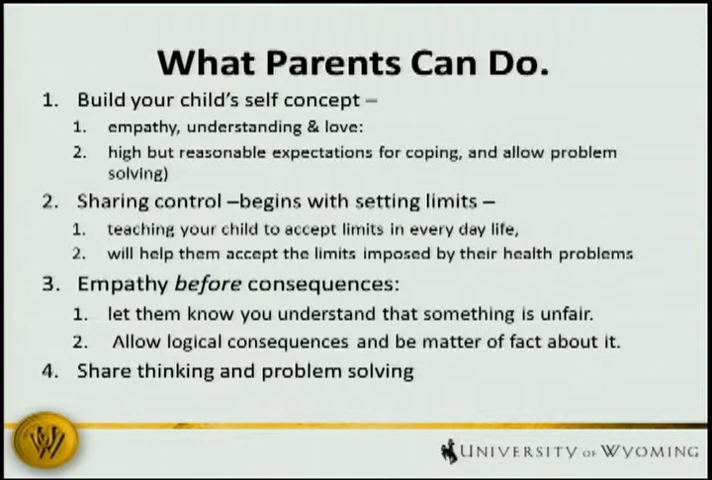 What Parents Can Do.
1. Build your child's self concept –
1. empathy, understanding & love:
2. high but reasonable expectations for coping, and allow problem
solving)
2. Sharing control –begins with setting limits –
1. teaching your child to accept limits in every day life,
2. will help them accept the limits imposed by their health problems
3. Empathy before consequences:
1. let them know you understand that something is unfair.
2. Allow logical consequences and be matter of fact about it.
4. Share thinking and problem solving
W
UNIVERSITY OF WYOMING